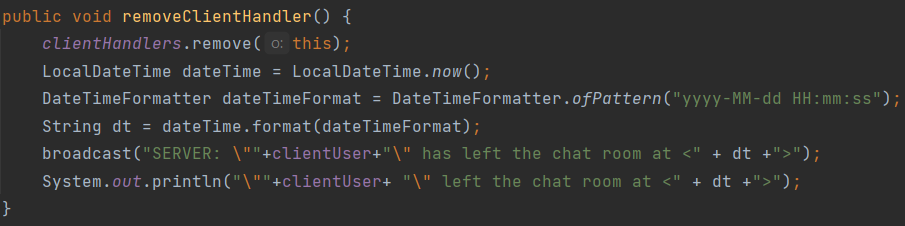 public void removeClientHandler() {
    clientHandlers.remove( o: this);
    LocalDateTime dateTime = LocalDateTime.now();
    DateTimeFormatter dateTimeFormat = DateTimeFormatter.ofPattern("yyyy-MM-dd HH:mm:ss");
    String dt = dateTime.format(dateTimeFormat);
    broadcast("SERVER: \""+clientUser+"\" has left the chat room at <" + dt +">");
    System.out.println("\""+clientUser+ "\" left the chat room at <" + dt +">");
}